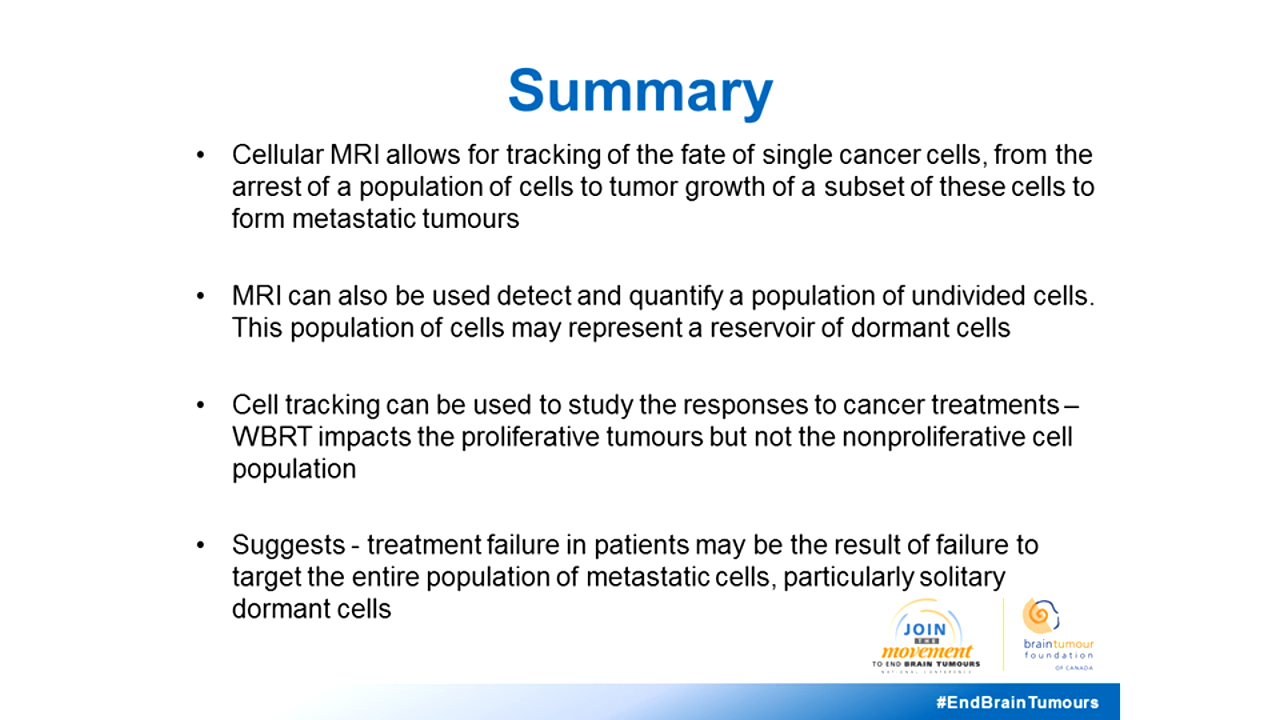 Summary
• Cellular MRI allows for tracking of the fate of single cancer cells, from the
arrest of a population of cells to tumor growth of a subset of these cells to
form metastatic tumours
• MRI can also be used detect and quantify a population of undivided cells.
This population of cells may represent a reservoir of dormant cells
• Cell tracking can be used to study the responses to cancer treatments –
WBRT impacts the proliferative tumours but not the nonproliferative cell
population
• Suggests - treatment failure in patients may be the result of failure to
target the entire population of metastatic cells, particularly solitary
dormant cells
JOIN
THE
movement
TO END BRAIN TUMOURS
NATIONAL CONFERENCE
braintumour
foundation
OF CANADA
#EndBrainTumours